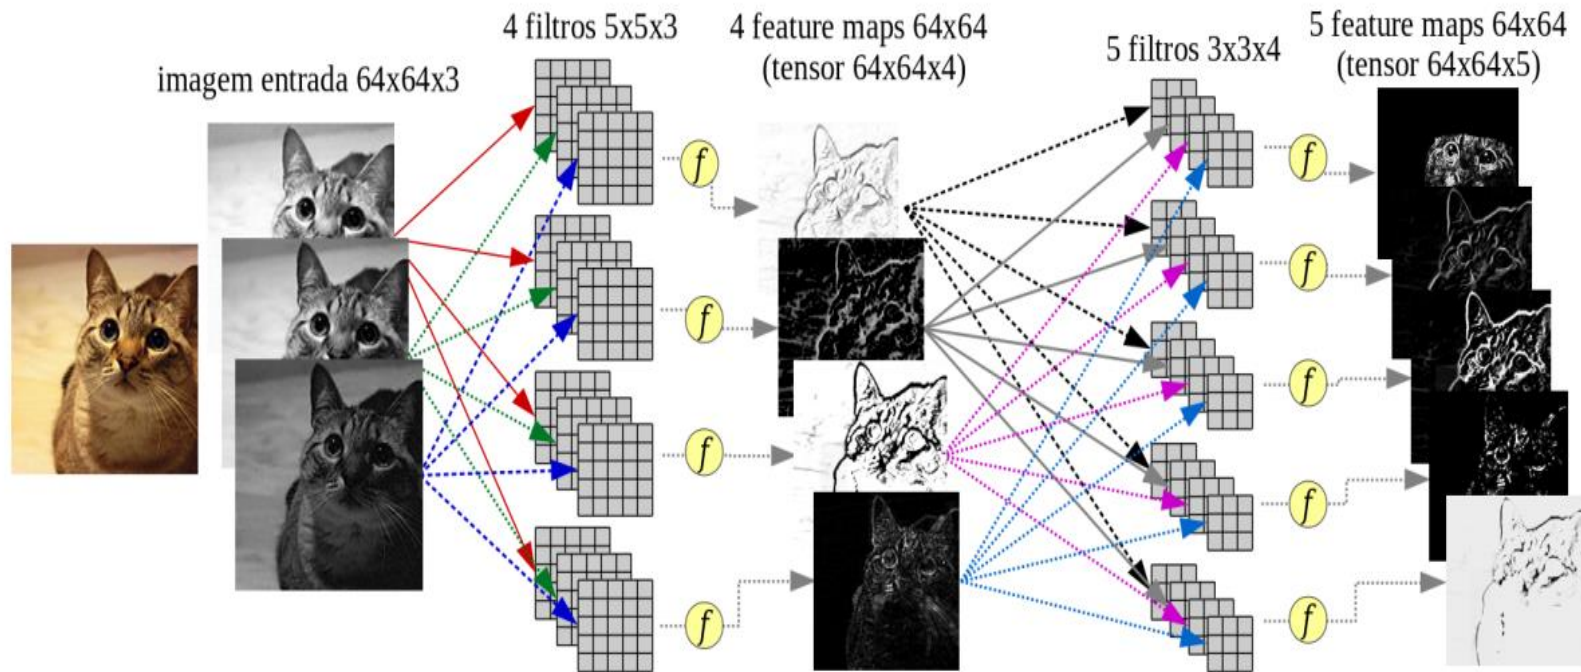 imagem entrada 64x64x3
4 filtros 5x5x3
4 feature maps 64x64
(tensor 64x64x4)
5 filtros 3x3x4
5 feature maps 64x64
(tensor 64x64x5)
f
f
f
f
f
f
f
f
f